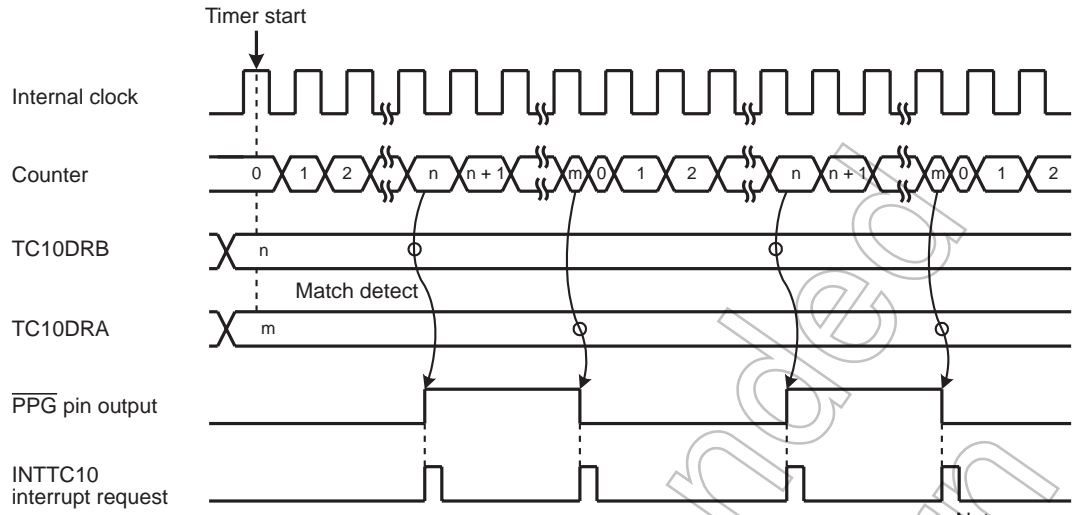 Timer start
Internal clock
Counter
0 1 2 n n + 1 m 0 1 2 n n + 1 m 0 1 2
TC10DRB
n
Match detect
TC10DRA
m
PPG pin output
INTTC10
interrupt request